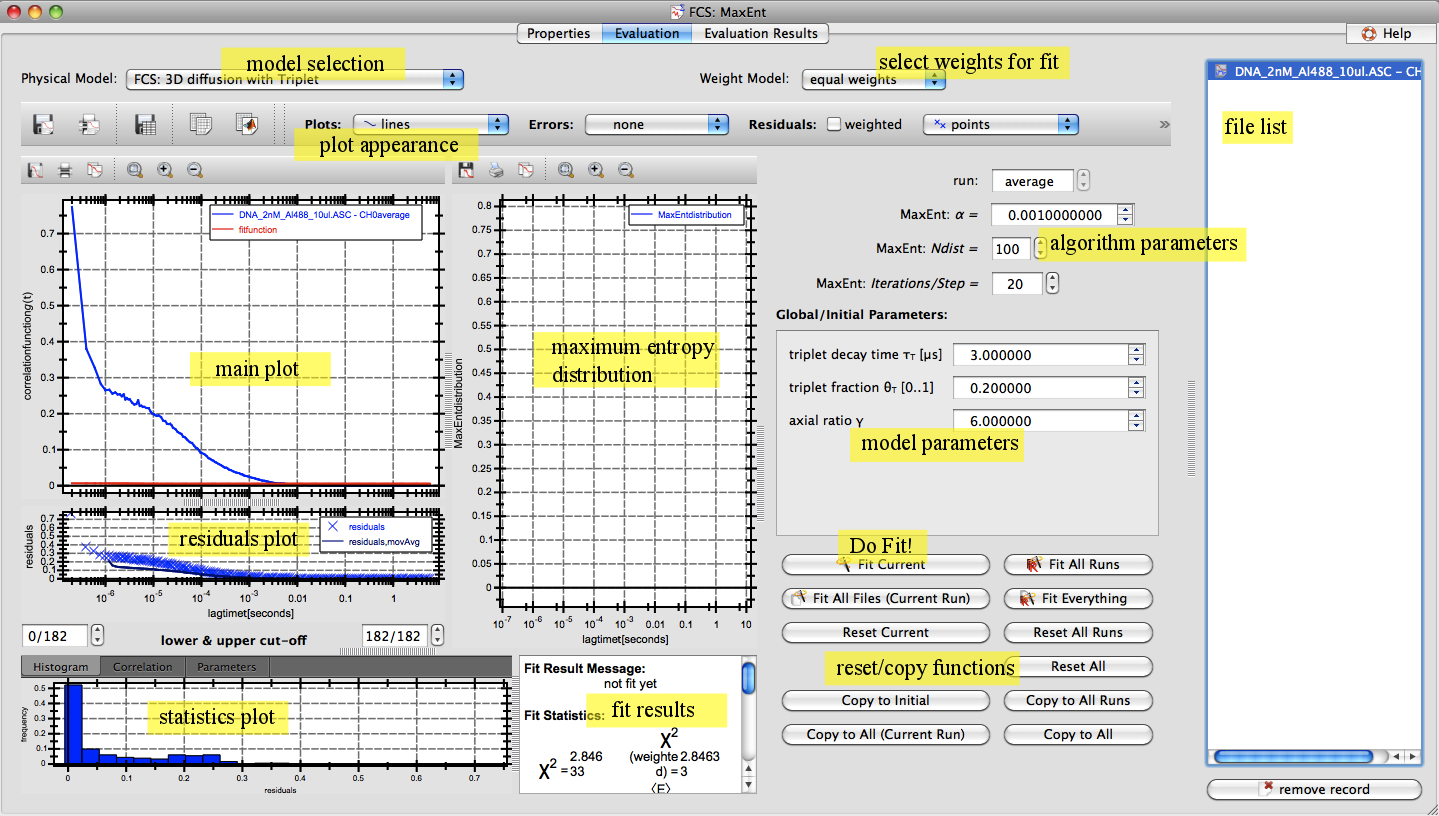 FCS: MaxEnt
Properties Evaluation Evaluation Results
Help
model selection
select weights for fit
Physical Model: FCS: 3D diffusion with Triplet
Weight Model: equal weights
DNA_2nM_Al488_10ul.ASC - CH
file list
Plots: lines Errors: none Residuals: weighted points »
plot appearance
DNA_2nM_Al488_10ul.ASC - CH0average
fitfunction
correlationfunctiong(t)
0.7
0.6
0.5
0.4
0.3
0.2
0.1
0
main plot
MaxEntdistribution
MaxEntdistribution
0.8
0.75
0.7
0.65
0.6
0.55
0.5
0.45
0.4
0.35
0.3
0.25
0.2
0.15
0.1
0.05
0
maximum entropy
distribution
10-7 10-6 10-5 10-4 10-3 0.01 0.1 1 10
lagtimet[seconds]
run: average
MaxEnt: α = 0.0010000000
MaxEnt: Ndist = 100
algorithm parameters
MaxEnt: Iterations/Step = 20
Global/Initial Parameters:
triplet decay time τT [µs] 3.000000
triplet fraction θT [0..1] 0.200000
axial ratio γ 6.000000
model parameters
residuals
0.7
0.6
0.5
0.4
0.3
0.2
0.1
0
residuals plot
residuals
residuals,movAvg
10-6 10-5 10-4 10-3 0.01 0.1 1
lagtimet[seconds]
0/182 lower & upper cut-off 182/182
Do Fit!
Fit Current Fit All Runs
Fit All Files (Current Run) Fit Everything
Reset Current Reset All Runs
reset/copy functions Reset All
Copy to Initial Copy to All Runs
Copy to All (Current Run) Copy to All
Histogram Correlation Parameters
frequency
0.5
0.4
0.3
0.2
0.1
0
statistics plot
0 0.1 0.2 0.3 0.4 0.5 0.6 0.7
residuals
Fit Result Message:
not fit yet
Fit Statistics:
fit results
Χ2
2.846 (weighte 2.8463
Χ2 = 33 d) = 3
⟨E⟩
remove record